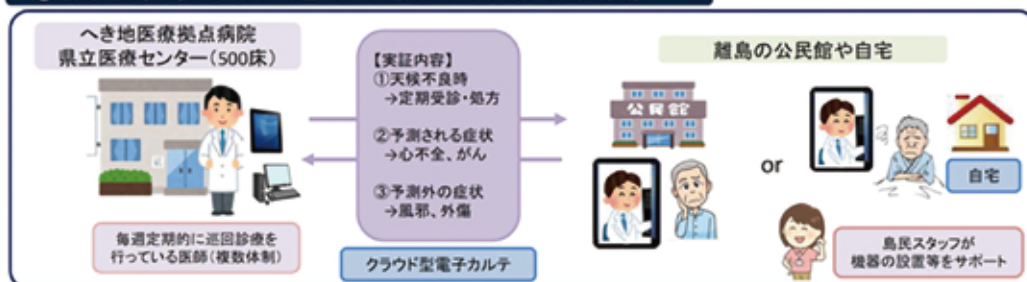 へき地医療拠点病院
県立医療センター（500床）
毎週定期的に巡回診療を
行っている医師（複数体制）
【実証内容】
①天候不良時
→定期受診・処方
②予測される症状
→心不全、がん
③予測外の症状
→風邪、外傷
クラウド型電子カルテ
離島の公民館や自宅
公民館
or
自宅
島民スタッフが
機器の設置等をサポート